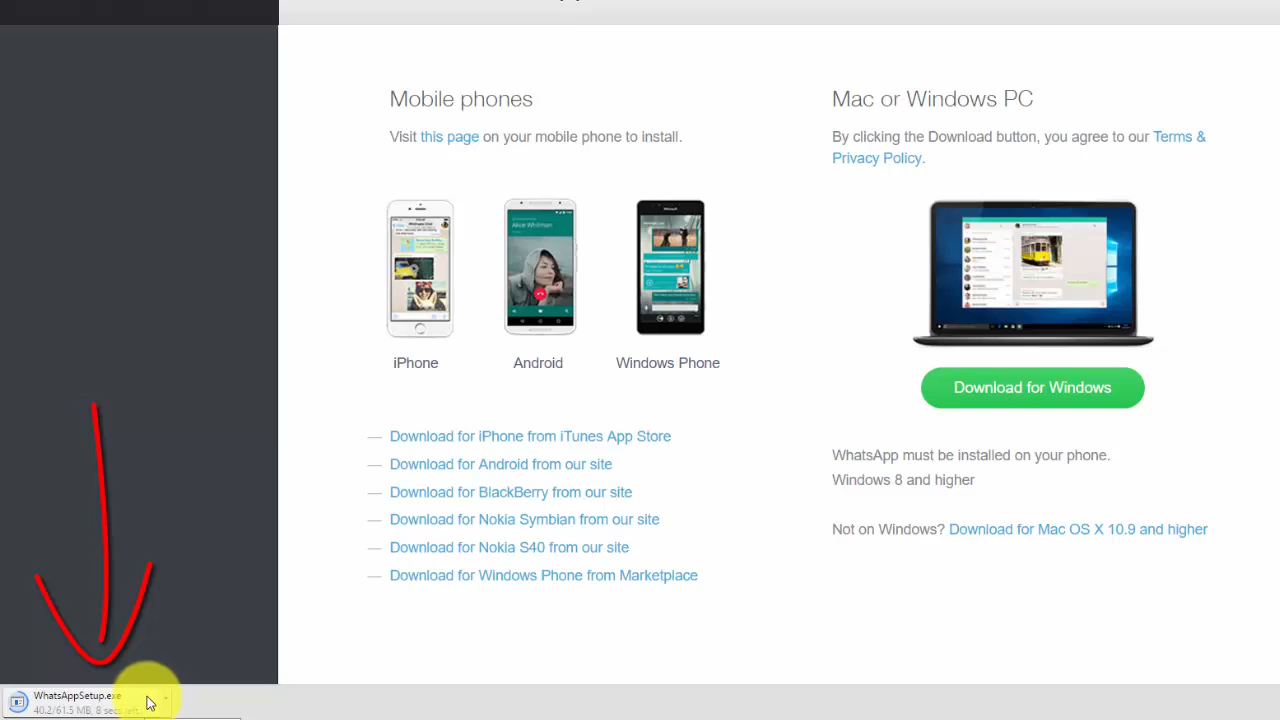 Mobile phones
Visit this page on your mobile phone to install.
iPhone
Android
Windows Phone
Download for iPhone from iTunes App Store
Download for Android from our site
Download for BlackBerry from our site
Download for Nokia Symbian from our site
Download for Nokia S40 from our site
Download for Windows Phone from Marketplace
Mac or Windows PC
By clicking the Download button, you agree to our Terms &
Privacy Policy.
Download for Windows
WhatsApp must be installed on your phone.
Windows 8 and higher
Not on Windows? Download for Mac OS X 10.9 and higher
WhatsAppSetup.exe
40.2/61.5 MB, 8 secs left